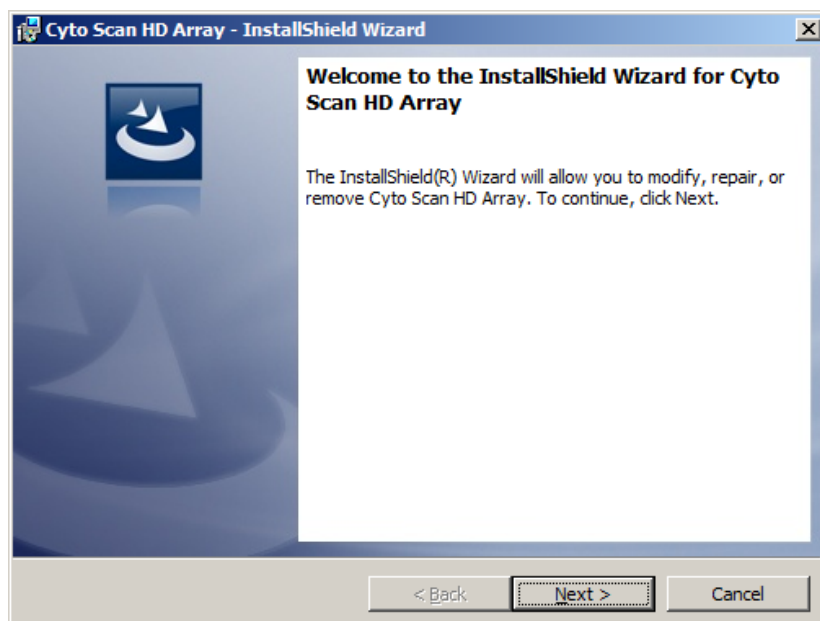 Cyto Scan HD Array - InstallShield Wizard
Welcome to the InstallShield Wizard for Cyto
Scan HD Array
The InstallShield(R) Wizard will allow you to modify, repair, or
remove Cyto Scan HD Array. To continue, click Next.
< Back
Next >
Cancel